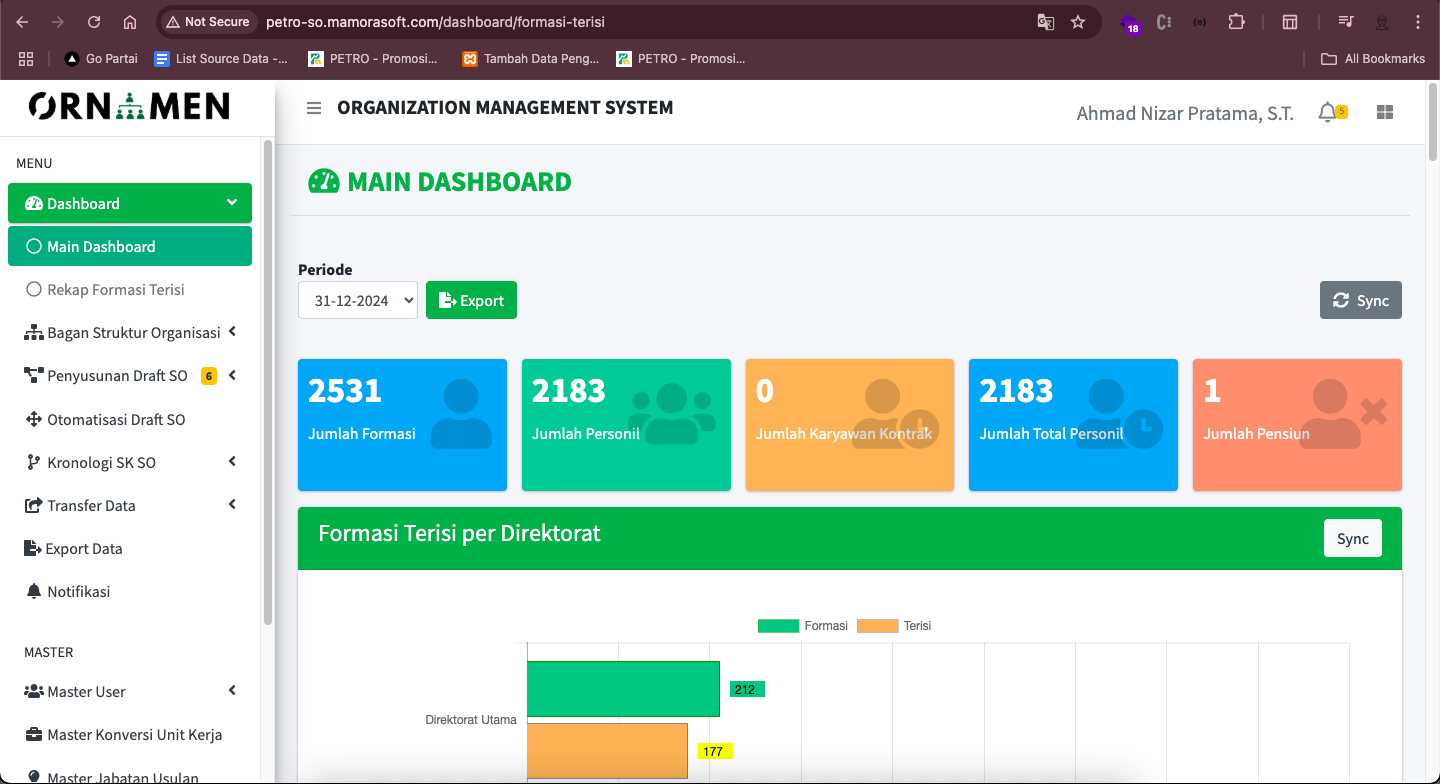 Not Secure petro-so.mamorasoft.com/dashboard/formasi-terisi
18
Go Partai List Source Data -... PETRO - Promosi... Tambah Data Peng... PETRO - Promosi... All Bookmarks
ORNAMEN
ORGANIZATION MANAGEMENT SYSTEM
Ahmad Nizar Pratama, S.T.
5
MENU
Dashboard
Main Dashboard
Rekap Formasi Terisi
Bagan Struktur Organisasi
Penyusunan Draft SO 6
Otomatisasi Draft SO
Kronologi SK SO
Transfer Data
Export Data
Notifikasi
MASTER
Master User
Master Konversi Unit Kerja
Master Jabatan Usulan
MAIN DASHBOARD
Periode
31-12-2024 Export Sync
2531
Jumlah Formasi
2183
Jumlah Personil
0
Jumlah Karyawan Kontrak
2183
Jumlah Total Personil
1
Jumlah Pensiun
Formasi Terisi per Direktorat Sync
Formasi Terisi
212
Direktorat Utama
177